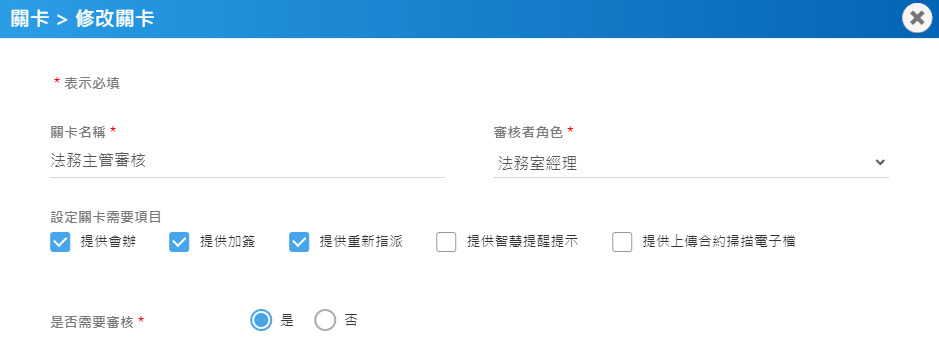 關卡 > 修改關卡
* 表示必填
關卡名稱 *
審核者角色 *
法務主管審核
法務室經理
設定關卡需要項目
提供會辦 提供加簽 提供重新指派 提供智慧提醒提示 提供上傳合約掃描電子檔
是否需要審核 * 是 否